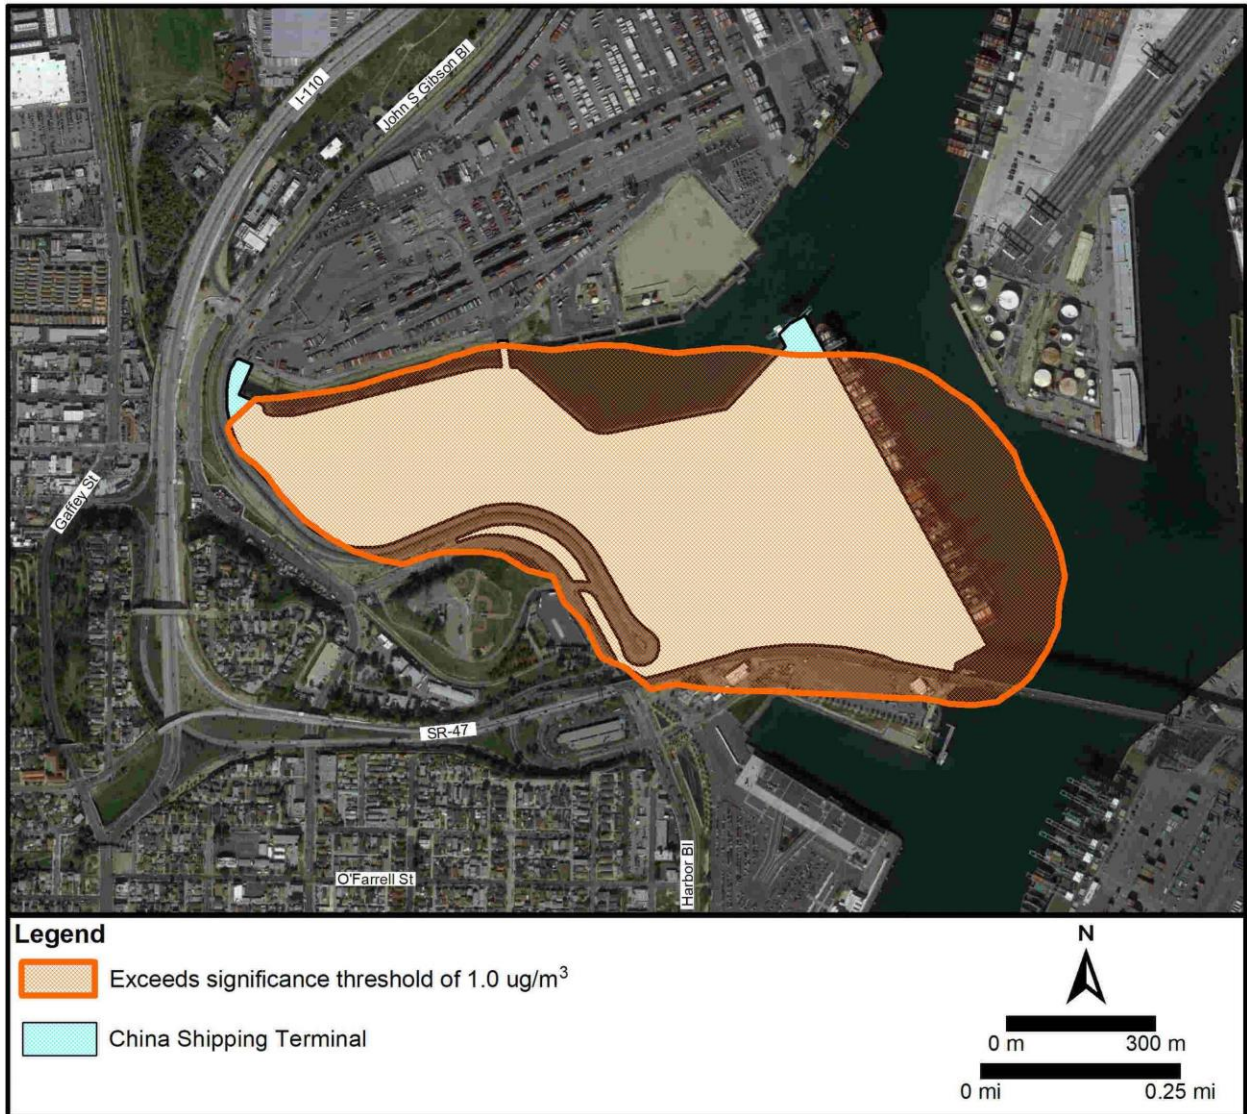 I-110
John S Gibson Bl
Gaffey St
SR-47
O'Farrell St
Harbor Bl
Legend
Exceeds significance threshold of 1.0 ug/m³
China Shipping Terminal
N
0 m 300 m
0 mi 0.25 mi